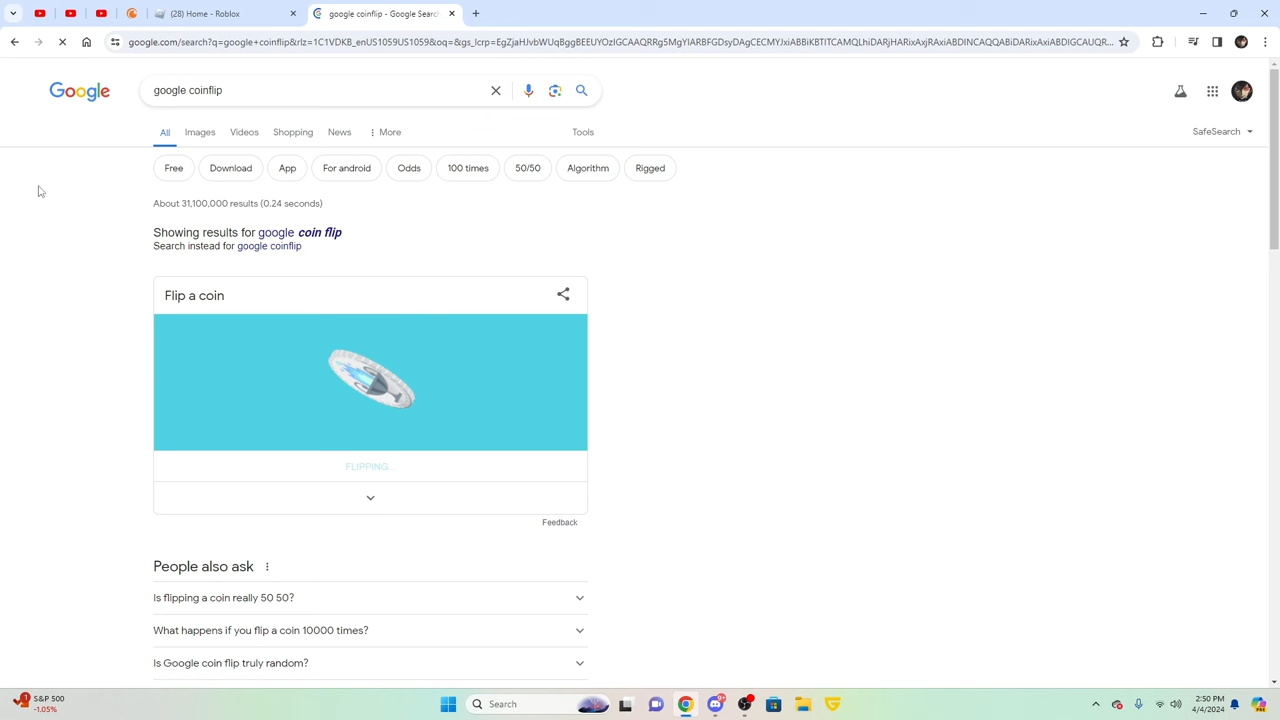 (28) Home - Roblox
google coinflip - Google Search
google.com/search?q=google+coinflip&rlz=1C1VDKB_enUS1059US1059&oq=&gs_lcrp=EgZjaHJvbWUqBggBEEUYOzIGCAAQRRg5MgYIARBFGDsyDAgCECMYJxiABBiKBTITCAMQLhiDARjHARixAxjRAxiABDINCAQQABiDARixAxiABDIGCAUQR...
Google
google coinflip
All Images Videos Shopping News More Tools
SafeSearch
Free Download App For android Odds 100 times 50/50 Algorithm Rigged
About 31,100,000 results (0.24 seconds)
Showing results for google coin flip
Search instead for google coinflip
Flip a coin
FLIPPING...
Feedback
People also ask
Is flipping a coin really 50 50?
What happens if you flip a coin 10000 times?
Is Google coin flip truly random?
1
S&P 500
-1.05%
Search
9+
2:50 PM
4/4/2024